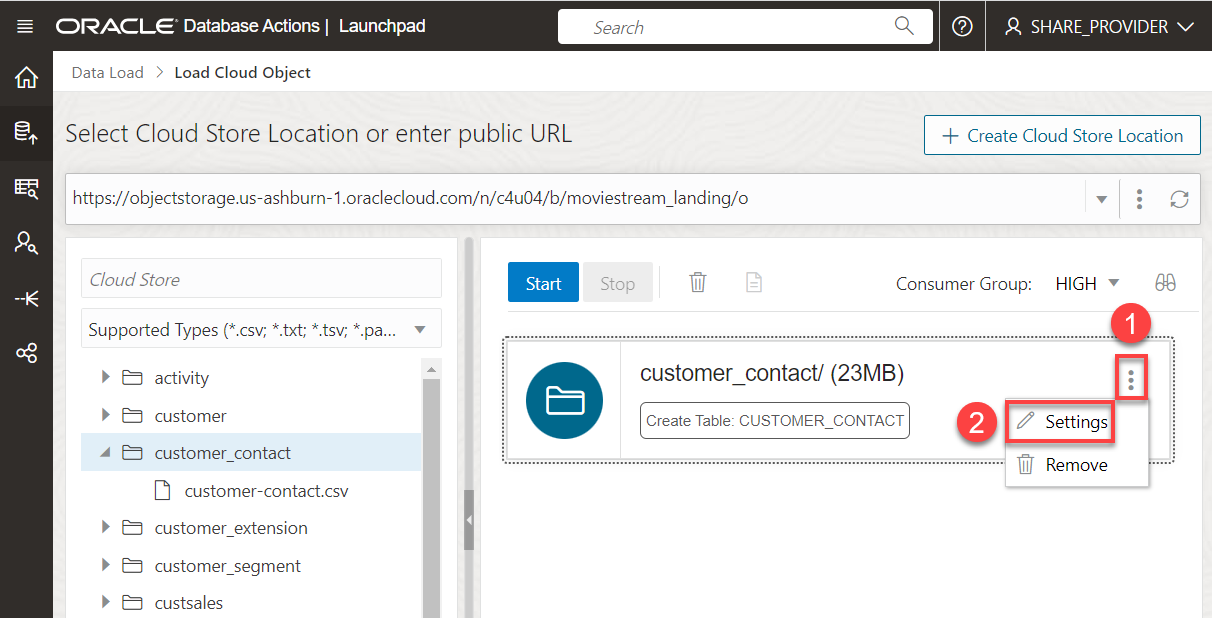 ORACLE Database Actions | Launchpad
Search
SHARE_PROVIDER
Data Load > Load Cloud Object
Select Cloud Store Location or enter public URL
+ Create Cloud Store Location
https://objectstorage.us-ashburn-1.oraclecloud.com/n/c4u04/b/moviestream_landing/o
Cloud Store
Supported Types (*.csv; *.txt; *.tsv; *.pa...
activity
customer
customer_contact
customer-contact.csv
customer_extension
customer_segment
custsales
Start
Stop
Consumer Group: HIGH
1
customer_contact/ (23MB)
Create Table: CUSTOMER_CONTACT
2
Settings
Remove